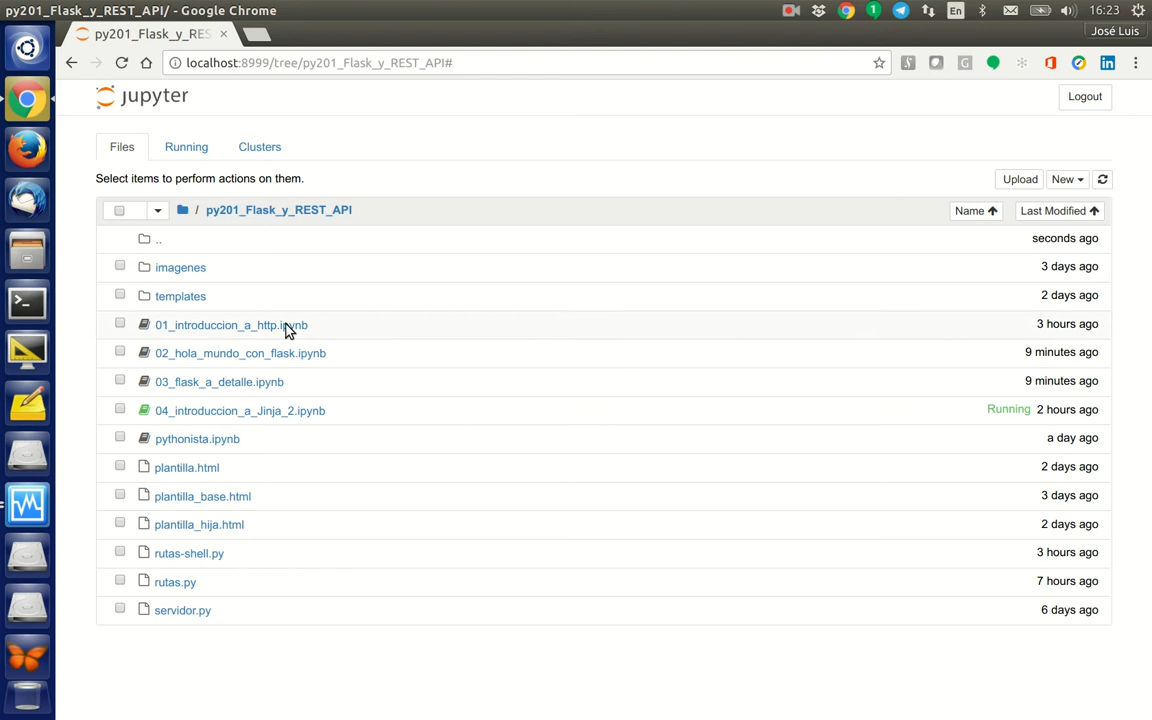 py201_Flask_y_REST_API/ - Google Chrome
En
16:23
py201_Flask_y_RES
José Luis
localhost:8999/tree/py201_Flask_y_REST_API#
jupyter
Logout
Files
Running
Clusters
Select items to perform actions on them.
Upload
New
/ py201_Flask_y_REST_API
Name
Last Modified
..
seconds ago
imagenes
3 days ago
templates
2 days ago
01_introduccion_a_http.ipynb
3 hours ago
02_hola_mundo_con_flask.ipynb
9 minutes ago
03_flask_a_detalle.ipynb
9 minutes ago
04_introduccion_a_Jinja_2.ipynb
Running 2 hours ago
pythonista.ipynb
a day ago
plantilla.html
2 days ago
plantilla_base.html
3 days ago
plantilla_hija.html
2 days ago
rutas-shell.py
3 hours ago
rutas.py
7 hours ago
servidor.py
6 days ago